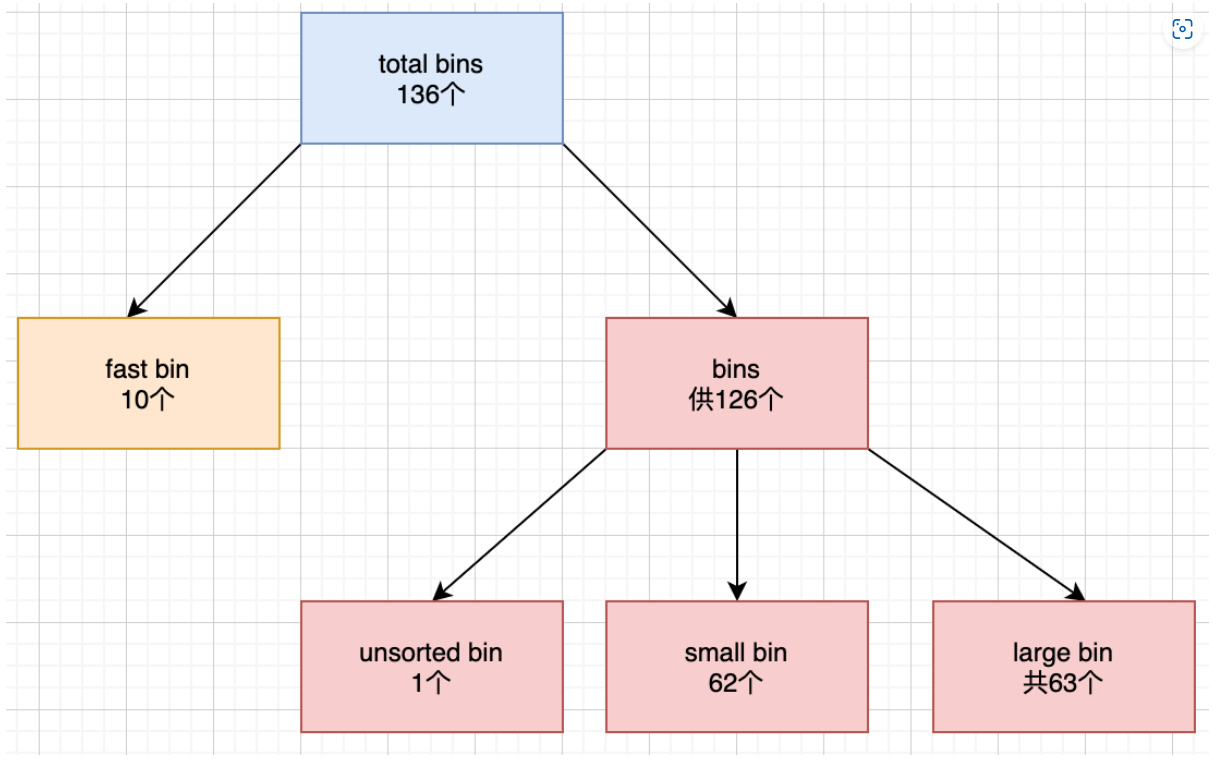 total bins
136个
fast bin
10个
bins
供126个
unsorted bin
1个
small bin
62个
large bin
共63个